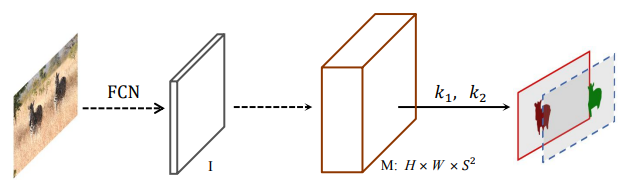 FCN
I
M: H × W × S²
k₁, k₂